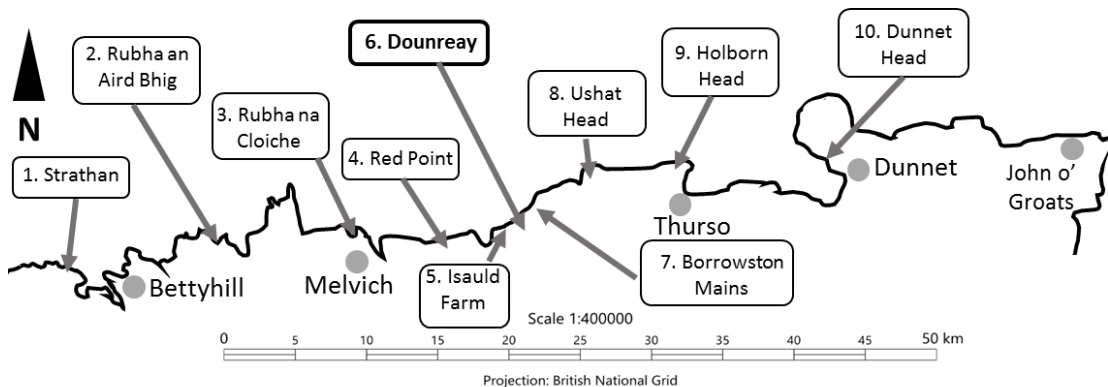 N
1. Strathan
2. Rubha an
Aird Bhig
3. Rubha na
Cloiche
4. Red Point
5. Isauld
Farm
6. Dounreay
7. Borrowston
Mains
8. Ushat
Head
9. Holborn
Head
10. Dunnet
Head
Bettyhill
Melvich
Thurso
Dunnet
John o’
Groats
Scale 1:400000
0 5 10 15 20 25 30 35 40 45 50 km
Projection: British National Grid